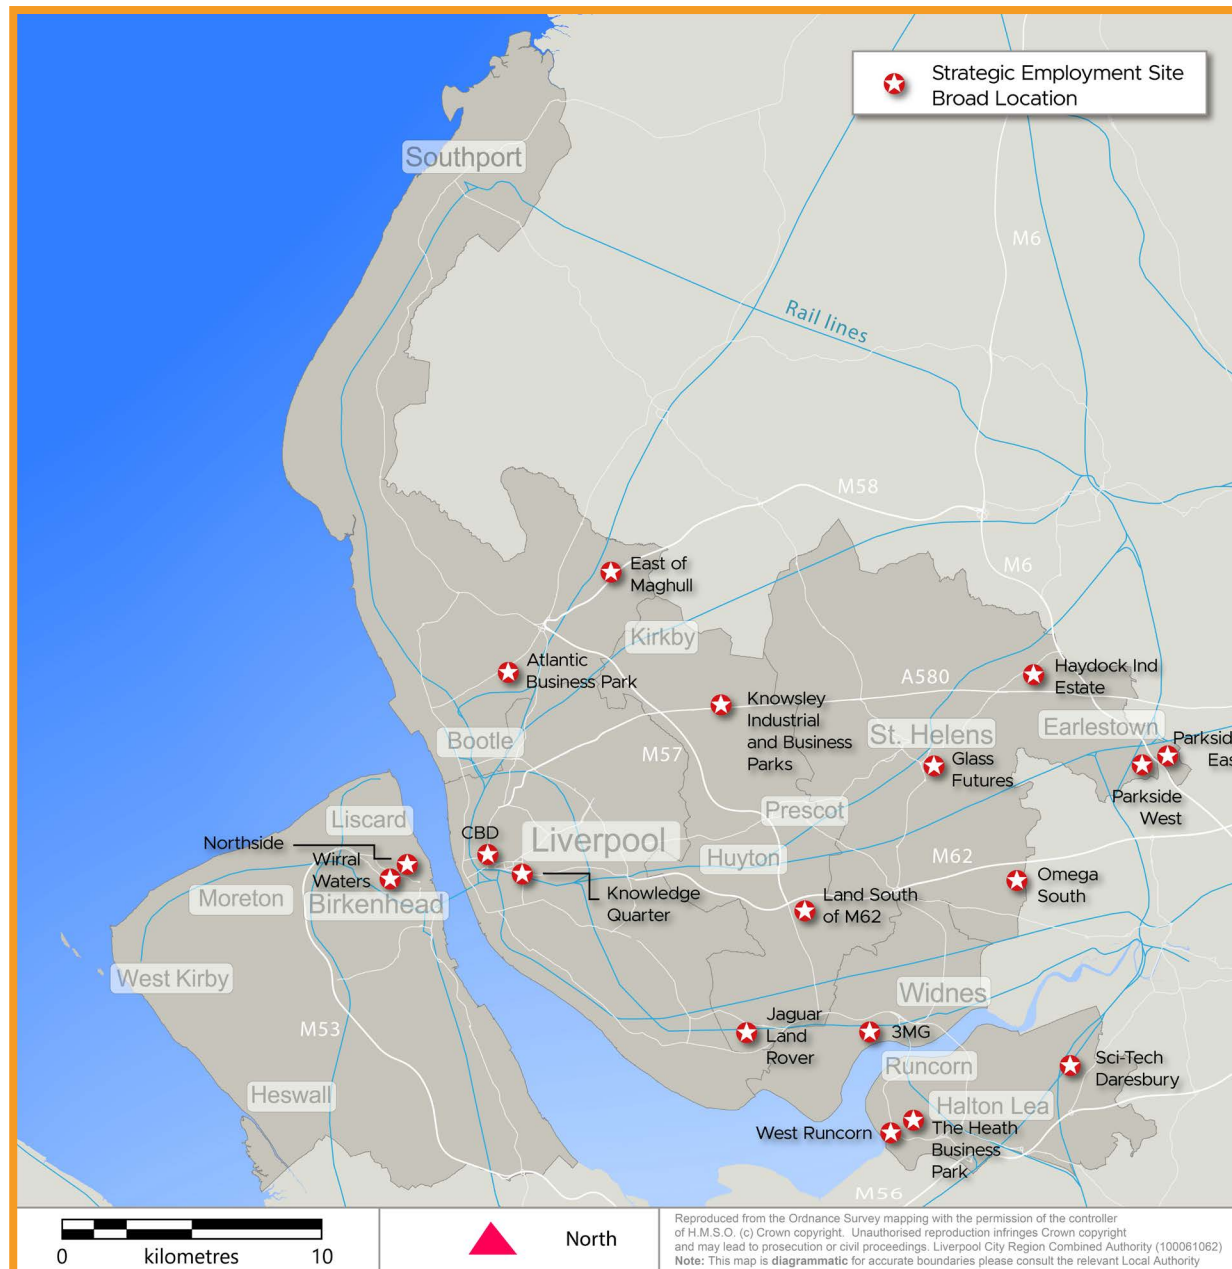 Strategic Employment Site
Broad Location
Southport
M6
Rail lines
M58
M6
East of
Maghull
Kirkby
Atlantic
Business Park
A580
Haydock Ind
Estate
Knowsley
Industrial
and Business
Parks
Bootle
M57
St. Helens
Earlestown
Glass
Futures
Parkside
West
Prescot
Liscard
Northside
Wirral
Waters
CBD
Liverpool
Huyton
M62
Moreton
Birkenhead
Knowledge
Quarter
Land South
of M62
Omega
South
West Kirby
Widnes
M53
Jaguar
Land
Rover
3MG
Runcorn
Sci-Tech
Daresbury
Heswall
Halton Lea
West Runcorn
The Heath
Business
Park
M56
0 kilometres 10
North
Reproduced from the Ordnance Survey mapping with the permission of the controller
of H.M.S.O. (c) Crown copyright. Unauthorised reproduction infringes Crown copyright
and may lead to prosecution or civil proceedings. Liverpool City Region Combined Authority (100061062)
Note: This map is diagrammatic for accurate boundaries please consult the relevant Local Authority